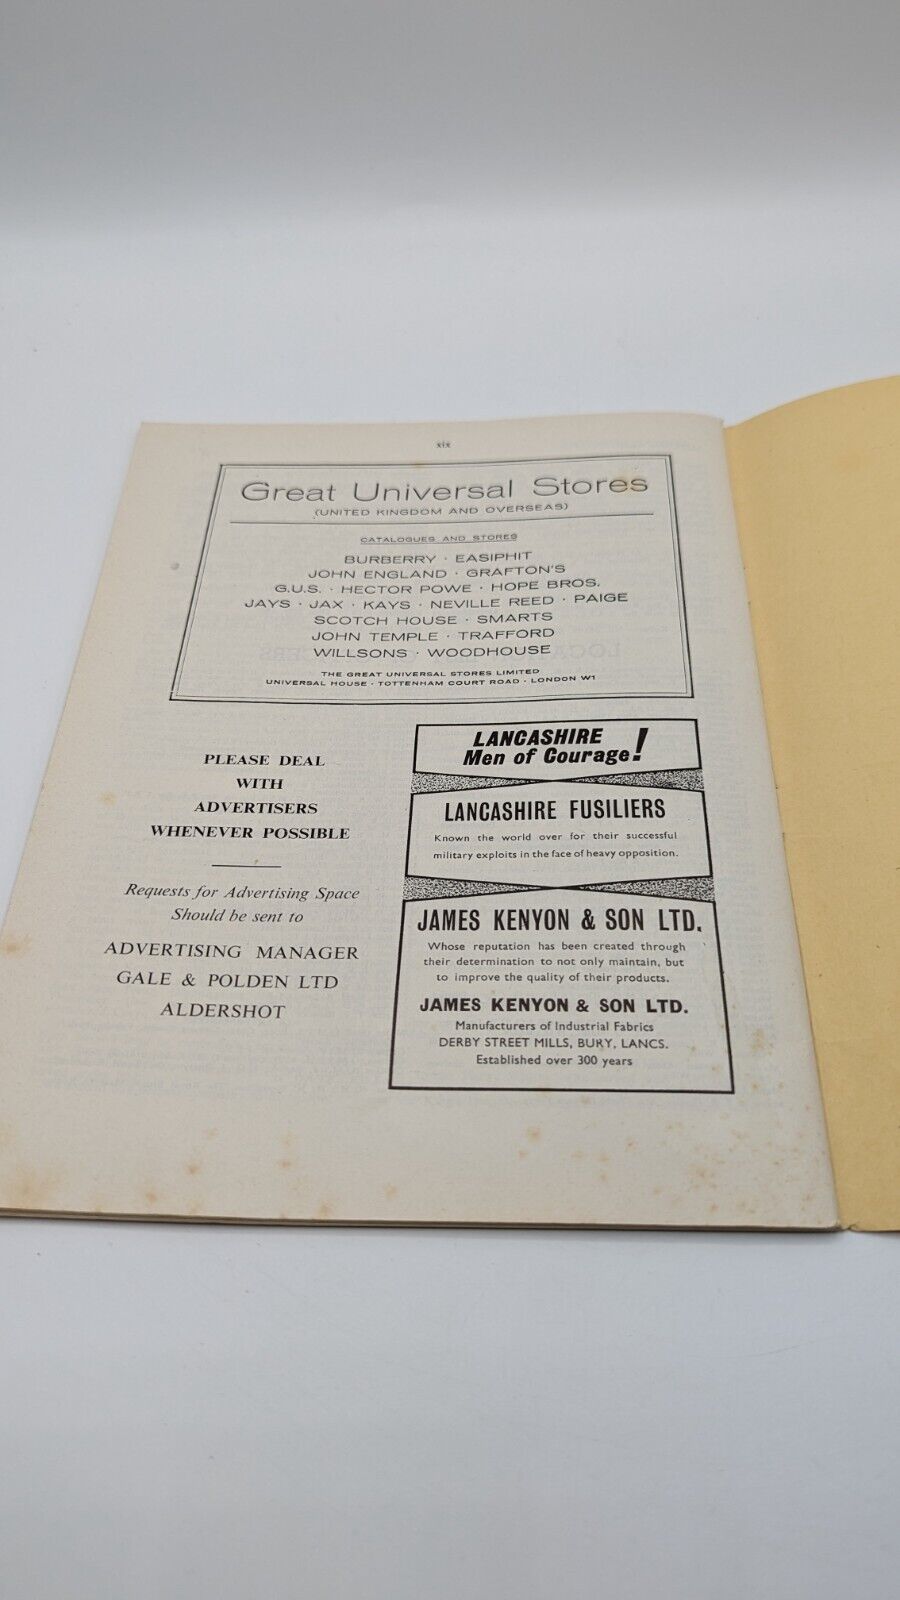 xix
Great Universal Stores
(UNITED KINGDOM AND OVERSEAS)
CATALOGUES AND STORES
BURBERRY · EASIPHIT
JOHN ENGLAND · GRAFTON'S
G.U.S. · HECTOR POWE · HOPE BROS.
JAYS · JAX · KAYS · NEVILLE REED · PAIGE
SCOTCH HOUSE · SMARTS
JOHN TEMPLE · TRAFFORD
WILLSONS · WOODHOUSE
THE GREAT UNIVERSAL STORES LIMITED
UNIVERSAL HOUSE · TOTTENHAM COURT ROAD · LONDON W1
PLEASE DEAL
WITH
ADVERTISERS
WHENEVER POSSIBLE
Requests for Advertising Space
Should be sent to
ADVERTISING MANAGER
GALE & POLDEN LTD
ALDERSHOT
LANCASHIRE
Men of Courage!
LANCASHIRE FUSILIERS
Known the world over for their successful
military exploits in the face of heavy opposition.
JAMES KENYON & SON LTD.
Whose reputation has been created through
their determination to not only maintain, but
to improve the quality of their products.
JAMES KENYON & SON LTD.
Manufacturers of Industrial Fabrics
DERBY STREET MILLS, BURY, LANCS.
Established over 300 years